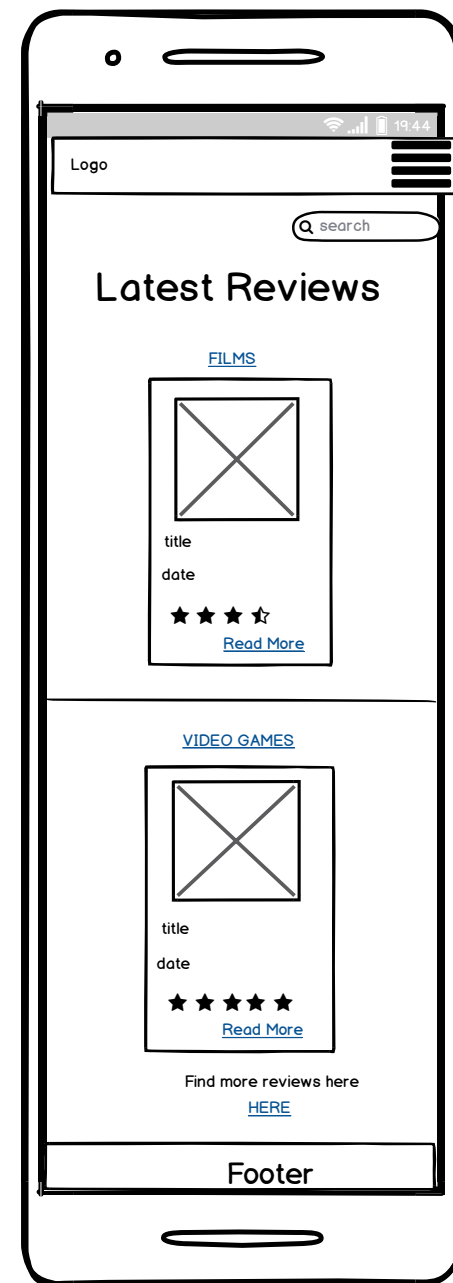 19:44
Logo
search
Latest Reviews
FILMS
title
date
Read More
VIDEO GAMES
title
date
Read More
Find more reviews here
HERE
Footer